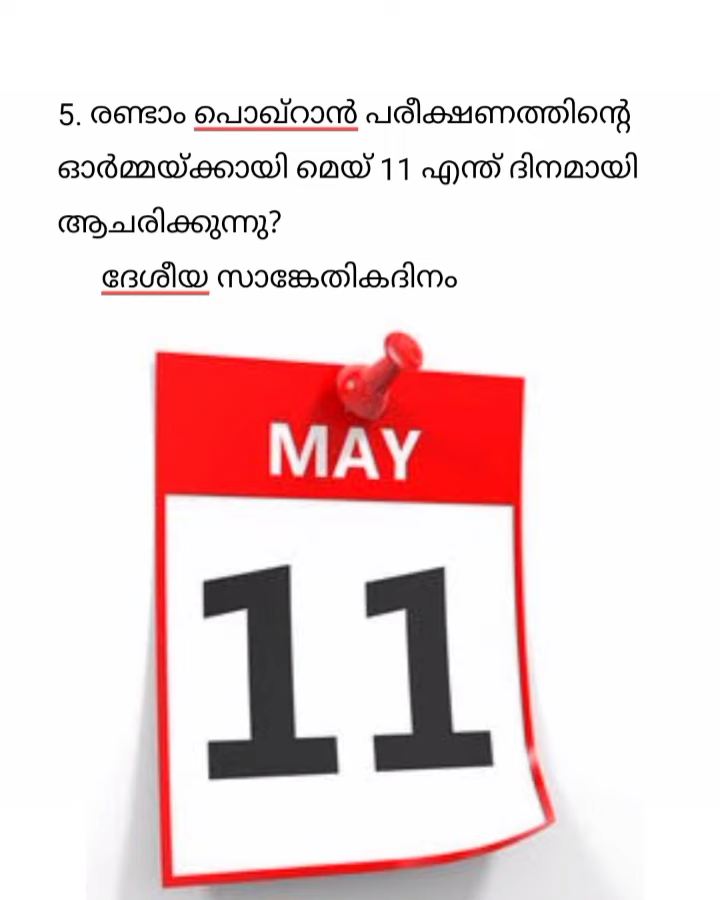 5. രണ്ടാം പൊഖ്റാൻ പരീക്ഷണത്തിന്റെ
ഓർമ്മയ്ക്കായി മെയ് 11 എന്ത് ദിനമായി
ആചരിക്കുന്നു?
ദേശീയ സാങ്കേതികദിനം
MAY
11